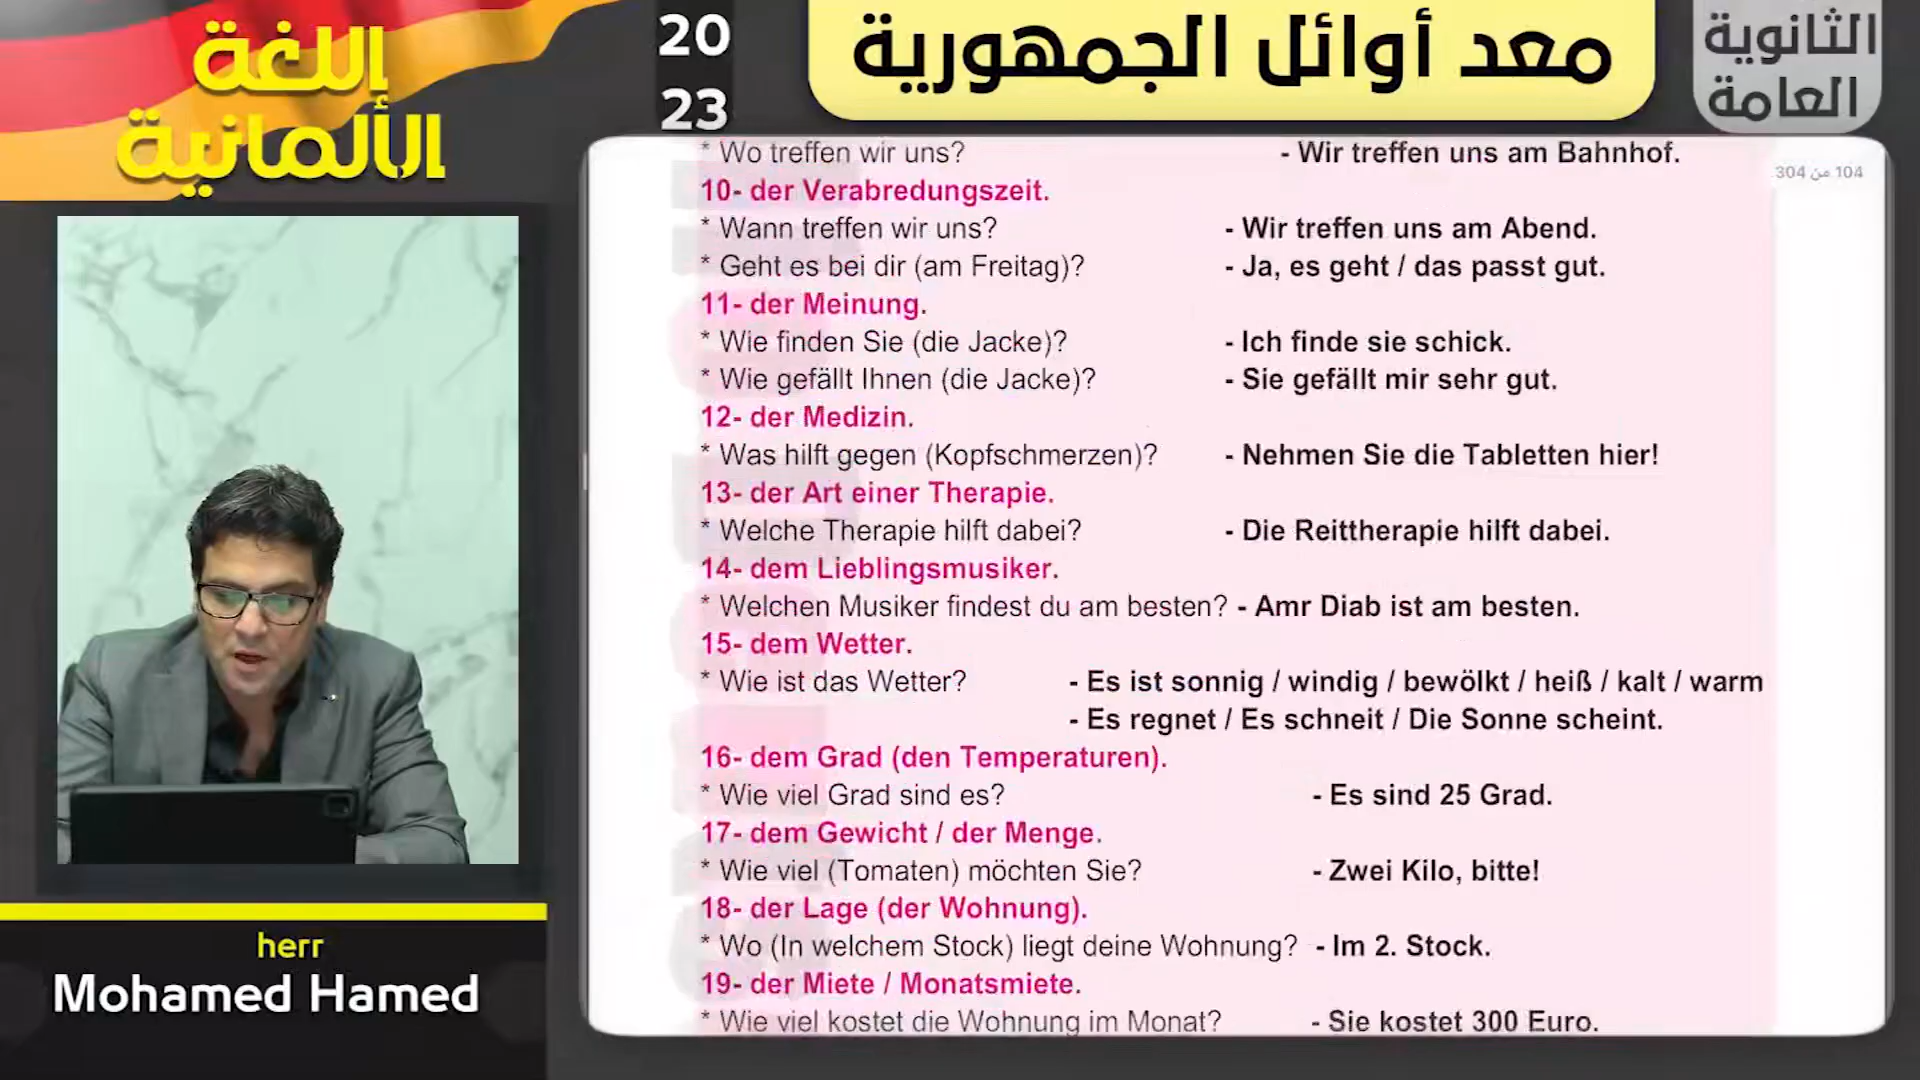 اللغة
الألمانية
20
23
معد أوائل الجمهورية
الثانوية
العامة
104 من 304
* Wo treffen wir uns? - Wir treffen uns am Bahnhof.
10- der Verabredungszeit.
* Wann treffen wir uns? - Wir treffen uns am Abend.
* Geht es bei dir (am Freitag)? - Ja, es geht / das passt gut.
11- der Meinung.
* Wie finden Sie (die Jacke)? - Ich finde sie schick.
* Wie gefällt Ihnen (die Jacke)? - Sie gefällt mir sehr gut.
12- der Medizin.
* Was hilft gegen (Kopfschmerzen)? - Nehmen Sie die Tabletten hier!
13- der Art einer Therapie.
* Welche Therapie hilft dabei? - Die Reittherapie hilft dabei.
14- dem Lieblingsmusiker.
* Welchen Musiker findest du am besten? - Amr Diab ist am besten.
15- dem Wetter.
* Wie ist das Wetter? - Es ist sonnig / windig / bewölkt / heiß / kalt / warm
- Es regnet / Es schneit / Die Sonne scheint.
16- dem Grad (den Temperaturen).
* Wie viel Grad sind es? - Es sind 25 Grad.
17- dem Gewicht / der Menge.
* Wie viel (Tomaten) möchten Sie? - Zwei Kilo, bitte!
18- der Lage (der Wohnung).
* Wo (In welchem Stock) liegt deine Wohnung? - Im 2. Stock.
19- der Miete / Monatsmiete.
* Wie viel kostet die Wohnung im Monat? - Sie kostet 300 Euro.
herr
Mohamed Hamed